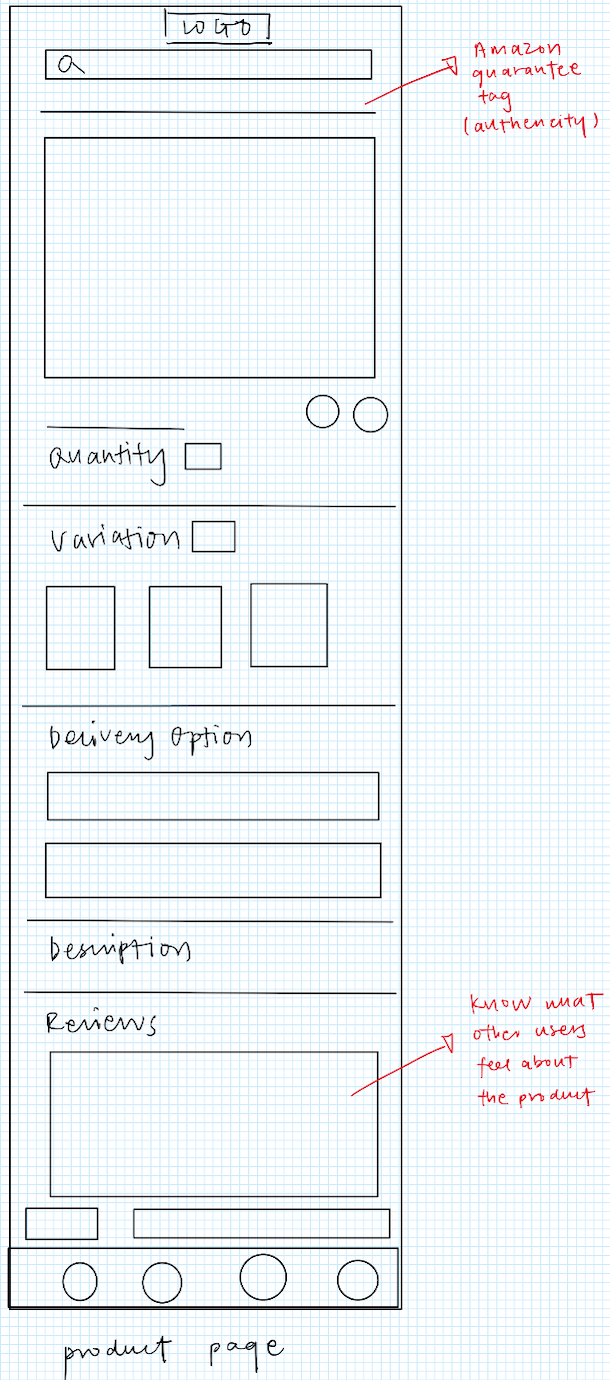 LOGO
Amazon
guarantee
tag
(authencity)
Quantity
Variation
Delivery Option
Description
Reviews
Know what
other users
feel about
the product
product page